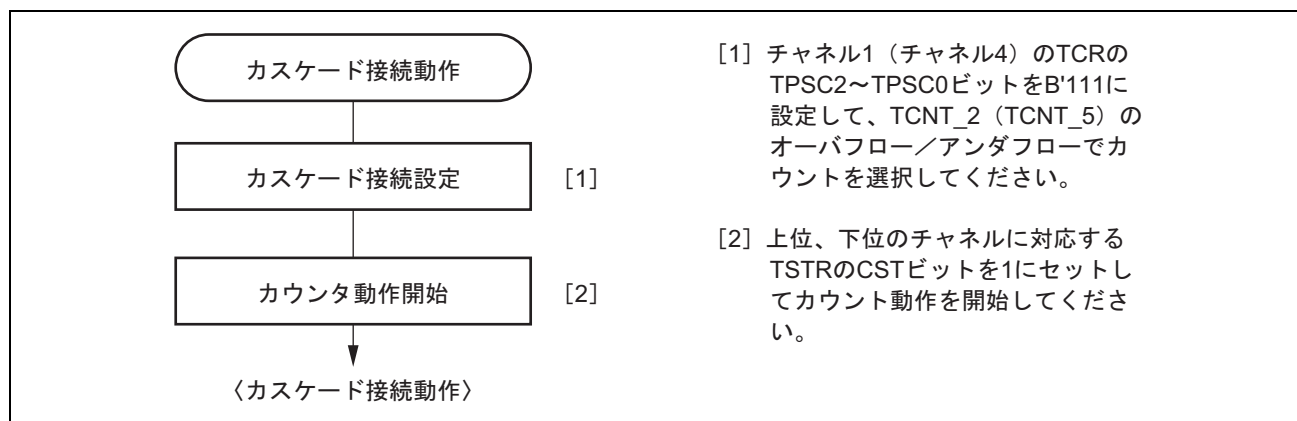 カスケード接続動作
カスケード接続設定 [1]
カウンタ動作開始 [2]
〈カスケード接続動作〉
[1] チャネル1（チャネル4）のTCRの
TPSC2～TPSC0ビットをB'111に
設定して、TCNT_2（TCNT_5）の
オーバフロー／アンダフローでカ
ウントを選択してください。
[2] 上位、下位のチャネルに対応する
TSTRのCSTビットを1にセットし
てカウント動作を開始してくださ
い。